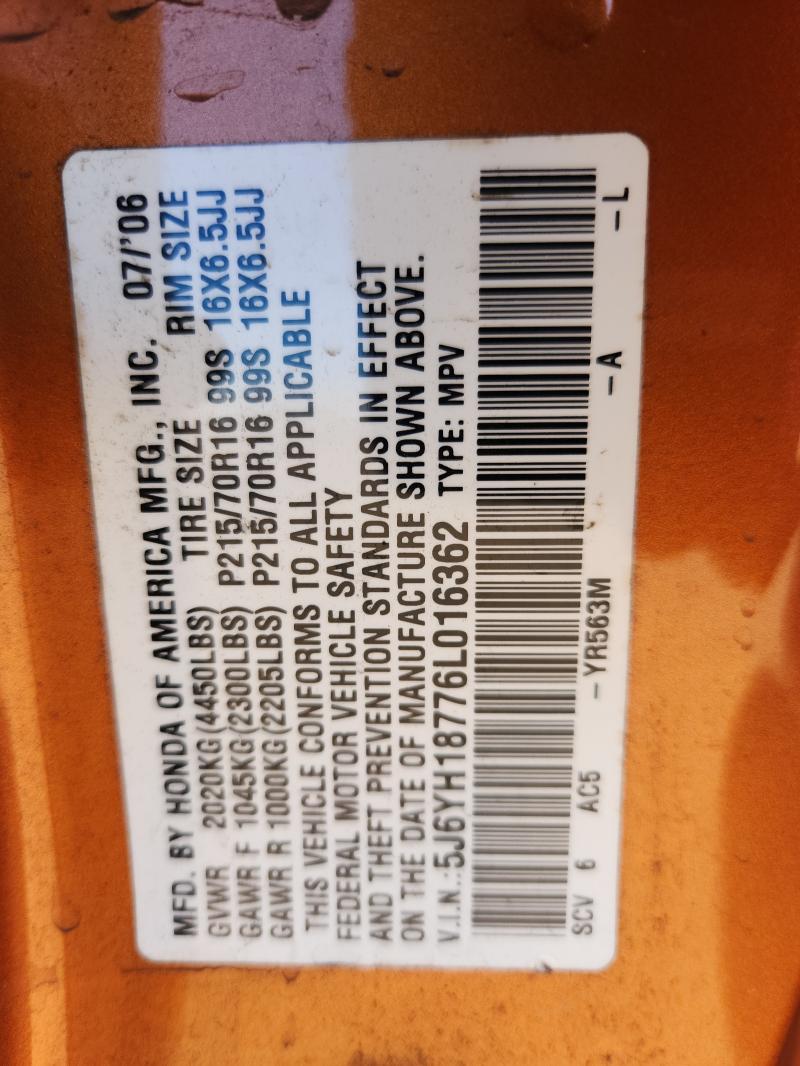 MFD. BY HONDA OF AMERICA MFG., INC. 07/'06
GVWR 2020KG(4450LBS) TIRE SIZE RIM SIZE
GAWR F 1045KG(2300LBS) P215/70R16 99S 16X6.5JJ
GAWR R 1000KG(2205LBS) P215/70R16 99S 16X6.5JJ
THIS VEHICLE CONFORMS TO ALL APPLICABLE
FEDERAL MOTOR VEHICLE SAFETY
AND THEFT PREVENTION STANDARDS IN EFFECT
ON THE DATE OF MANUFACTURE SHOWN ABOVE.
V.I.N.:5J6YH18776L016362 TYPE: MPV
SCV 6 AC5 -YR563M -A -L